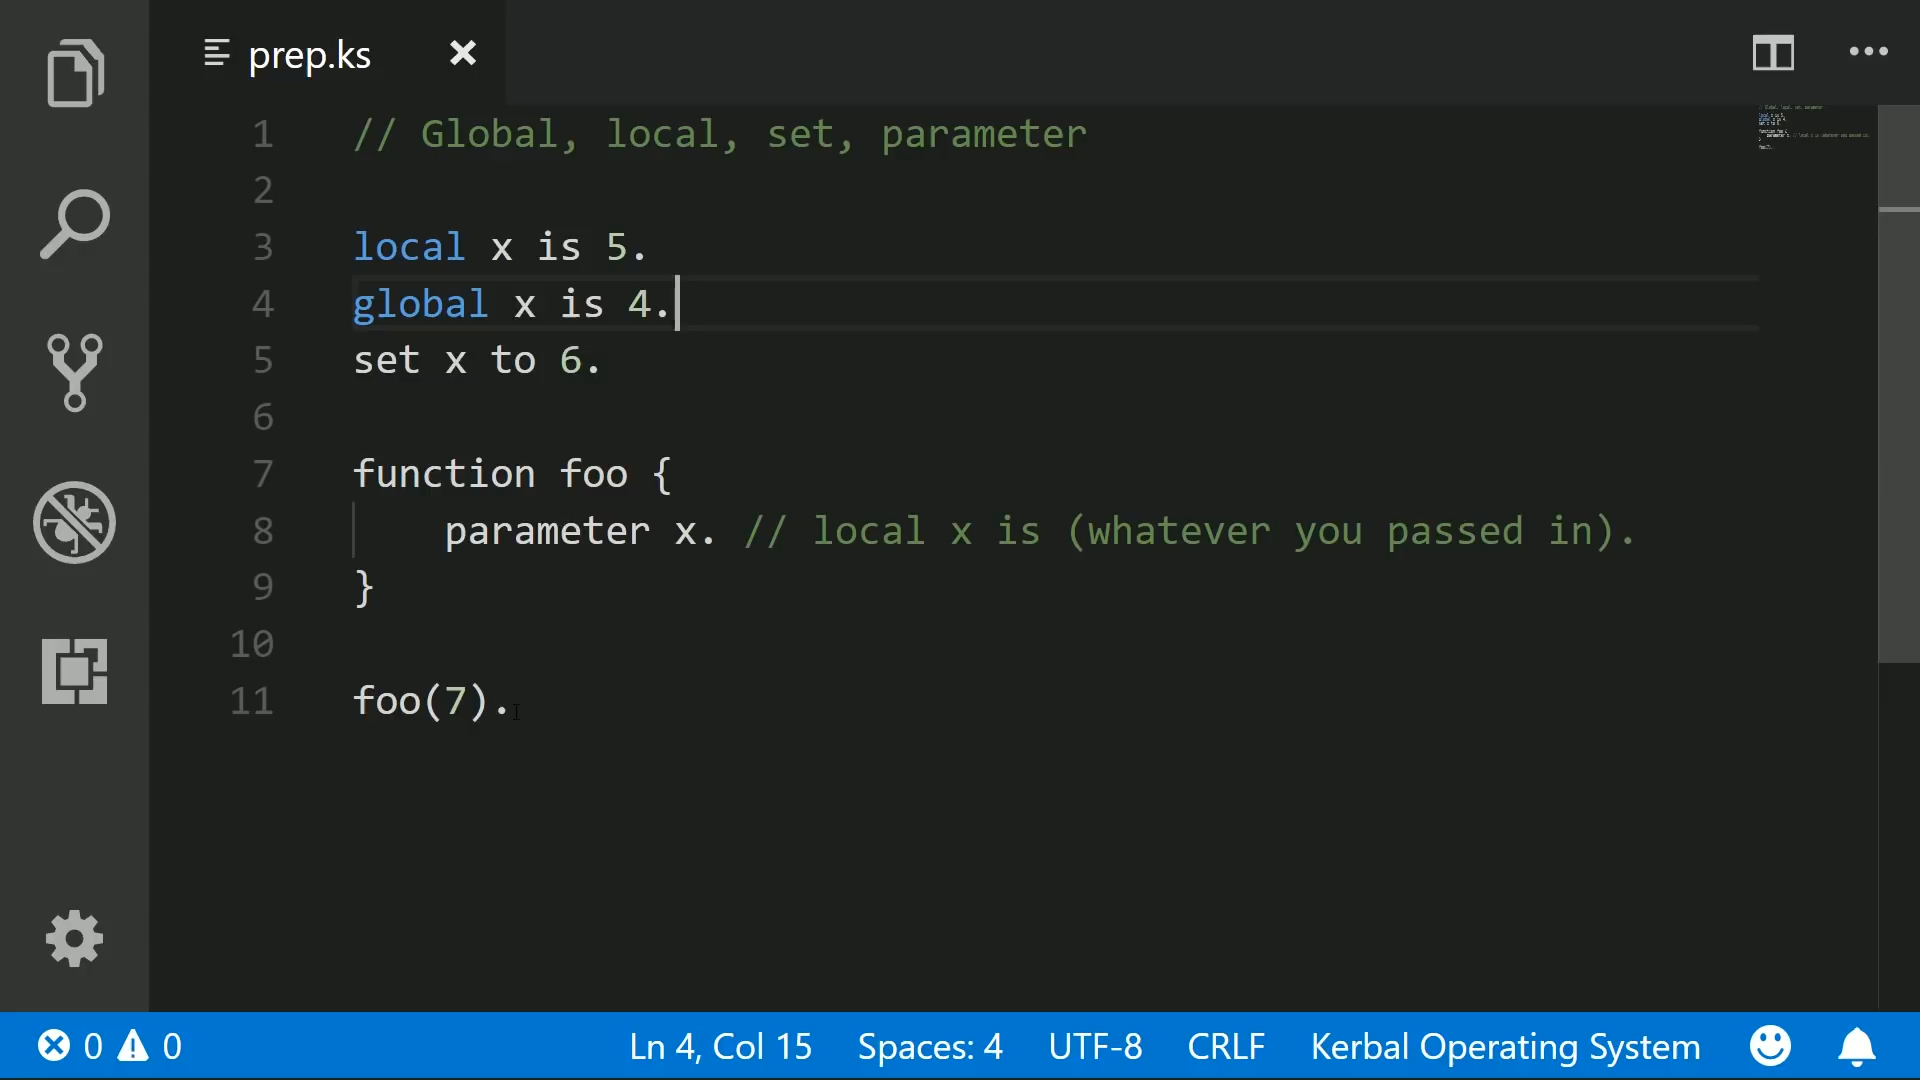 prep.ks
1 // Global, local, set, parameter
2
3 local x is 5.
4 global x is 4.
5 set x to 6.
6
7 function foo {
8 parameter x. // local x is (whatever you passed in).
9 }
10
11 foo(7).
0 0 Ln 4, Col 15 Spaces: 4 UTF-8 CRLF Kerbal Operating System